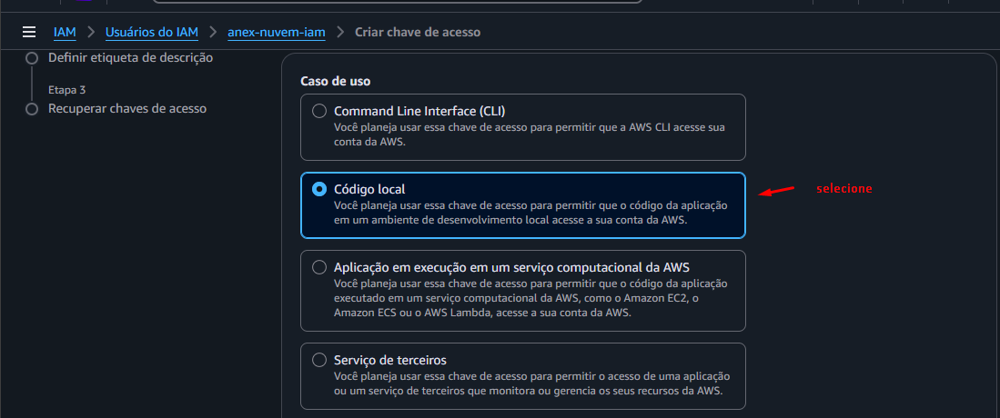 IAM > Usuários do IAM > anex-nuvem-iam > Criar chave de acesso
Definir etiqueta de descrição
Etapa 3
Recuperar chaves de acesso
Caso de uso
Command Line Interface (CLI)
Você planeja usar essa chave de acesso para permitir que a AWS CLI acesse sua
conta da AWS.
Código local
Você planeja usar essa chave de acesso para permitir que o código da aplicação
em um ambiente de desenvolvimento local acesse a sua conta da AWS.
selecione
Aplicação em execução em um serviço computacional da AWS
Você planeja usar essa chave de acesso para permitir que o código da aplicação
executado em um serviço computacional da AWS, como o Amazon EC2, o
Amazon ECS ou o AWS Lambda, acesse a sua conta da AWS.
Serviço de terceiros
Você planeja usar essa chave de acesso para permitir o acesso de uma aplicação
ou um serviço de terceiros que monitora ou gerencia os seus recursos da AWS.